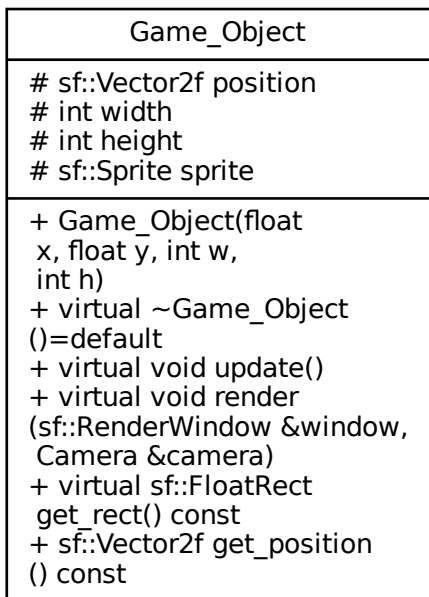 Game_Object
# sf::Vector2f position
# int width
# int height
# sf::Sprite sprite
+ Game_Object(float
x, float y, int w,
int h)
+ virtual ~Game_Object
()=default
+ virtual void update()
+ virtual void render
(sf::RenderWindow &window,
Camera &camera)
+ virtual sf::FloatRect
get_rect() const
+ sf::Vector2f get_position
() const